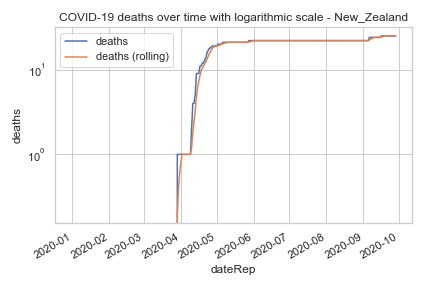 COVID-19 deaths over time with logarithmic scale - New_Zealand
deaths
deaths (rolling)
10¹
10⁰
deaths
2020-01
2020-02
2020-03
2020-04
2020-05
2020-06
2020-07
2020-08
2020-09
2020-10
dateRep